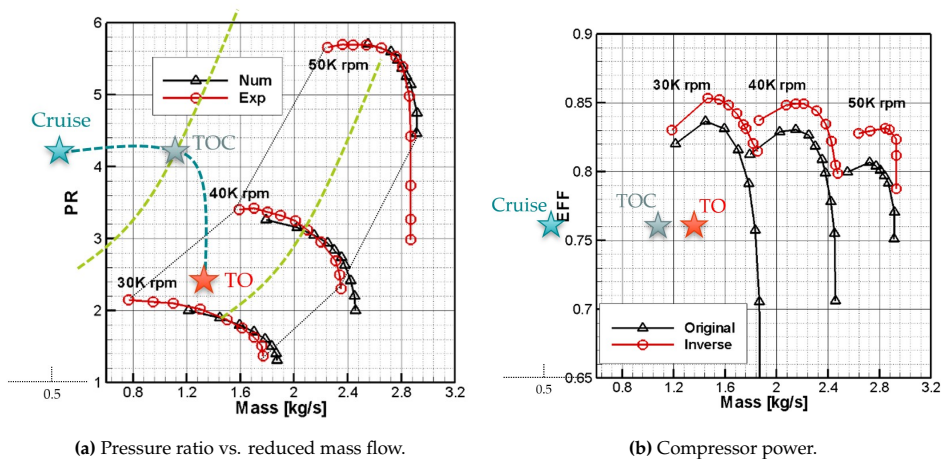 6
5
4
3
2
1
PR
Num
Exp
50K rpm
Cruise
TOC
40K rpm
TO
30K rpm
0.5
0.8
1.2
1.6
2
2.4
2.8
3.2
Mass [kg/s]
(a) Pressure ratio vs. reduced mass flow.
0.9
0.85
0.8
0.75
0.7
0.65
EFF
30K rpm
40K rpm
50K rpm
Cruise
TOC
TO
Original
Inverse
0.5
0.8
1.2
1.6
2
2.4
2.8
3.2
Mass [kg/s]
(b) Compressor power.